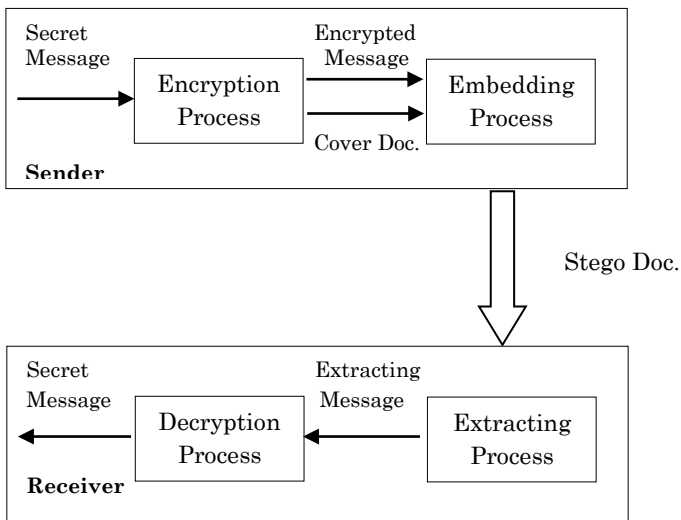 Secret
Message
Encrypted
Message
Encryption
Process
Embedding
Process
Cover Doc.
Sender
Stego Doc.
Secret
Message
Extracting
Message
Decryption
Process
Extracting
Process
Receiver